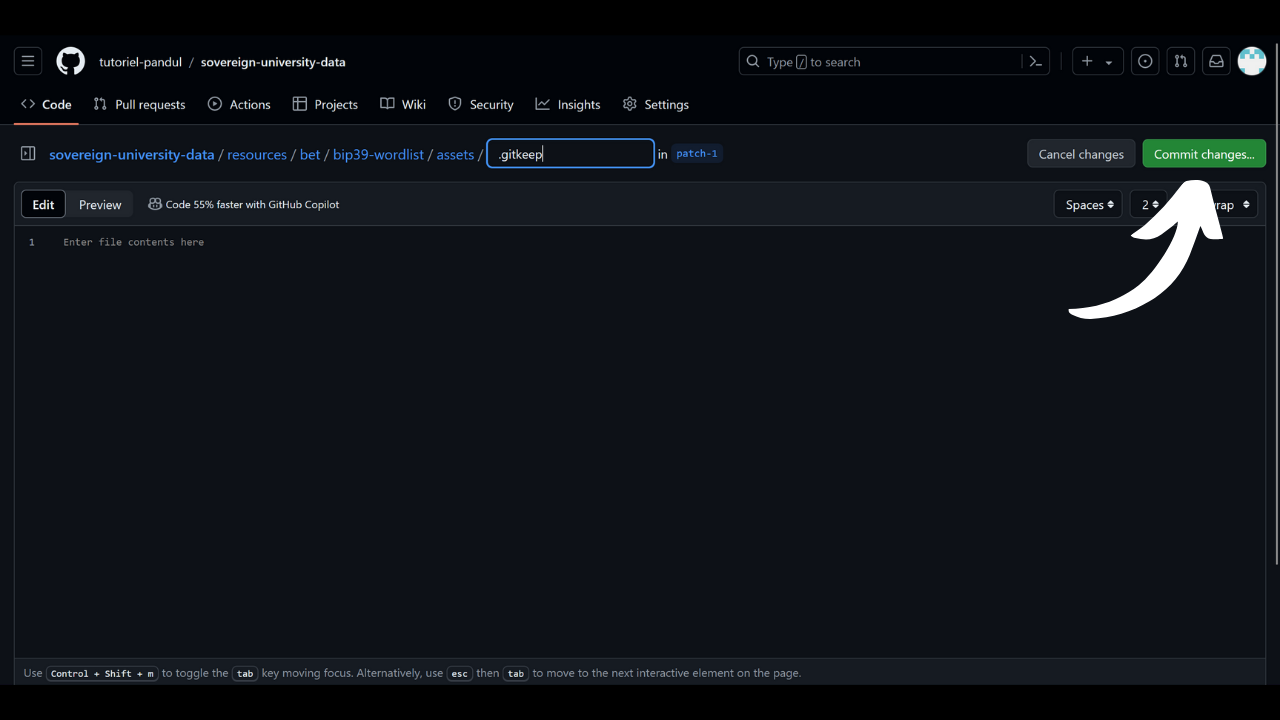 tutoriel-pandul / sovereign-university-data
Type / to search
Code Pull requests Actions Projects Wiki Security Insights Settings
sovereign-university-data / resources / bet / bip39-wordlist / assets / .gitkeep in patch-1
Cancel changes Commit changes...
Edit Preview Code 55% faster with GitHub Copilot
Spaces 2
1 Enter file contents here
Use Control + Shift + m to toggle the tab key moving focus. Alternatively, use esc then tab to move to the next interactive element on the page.